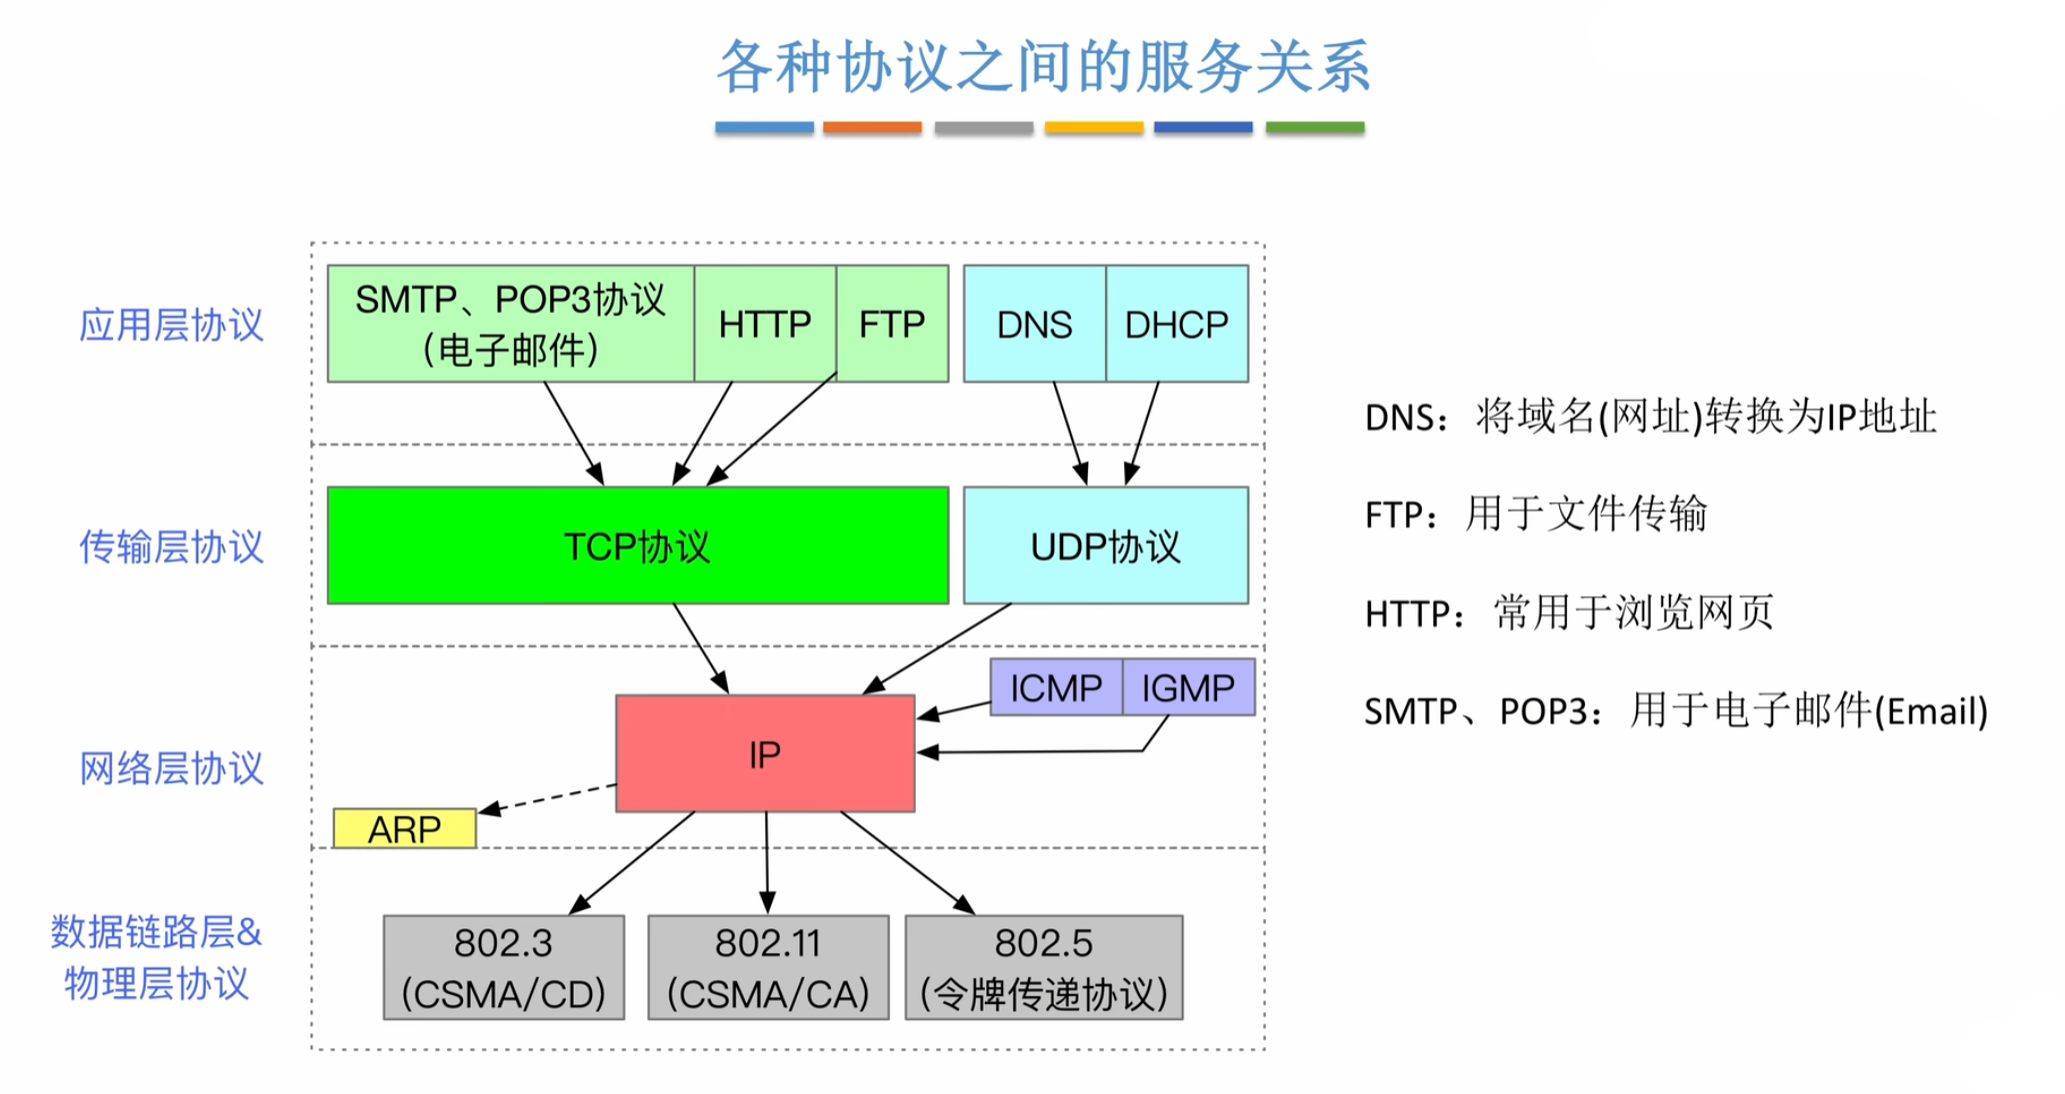 各种协议之间的服务关系
应用层协议
SMTP、POP3协议
（电子邮件）
HTTP
FTP
DNS
DHCP
传输层协议
TCP协议
UDP协议
网络层协议
ICMP
IGMP
IP
ARP
数据链路层&
物理层协议
802.3
(CSMA/CD)
802.11
(CSMA/CA)
802.5
(令牌传递协议)
DNS：将域名(网址)转换为IP地址
FTP：用于文件传输
HTTP：常用于浏览网页
SMTP、POP3：用于电子邮件(Email)